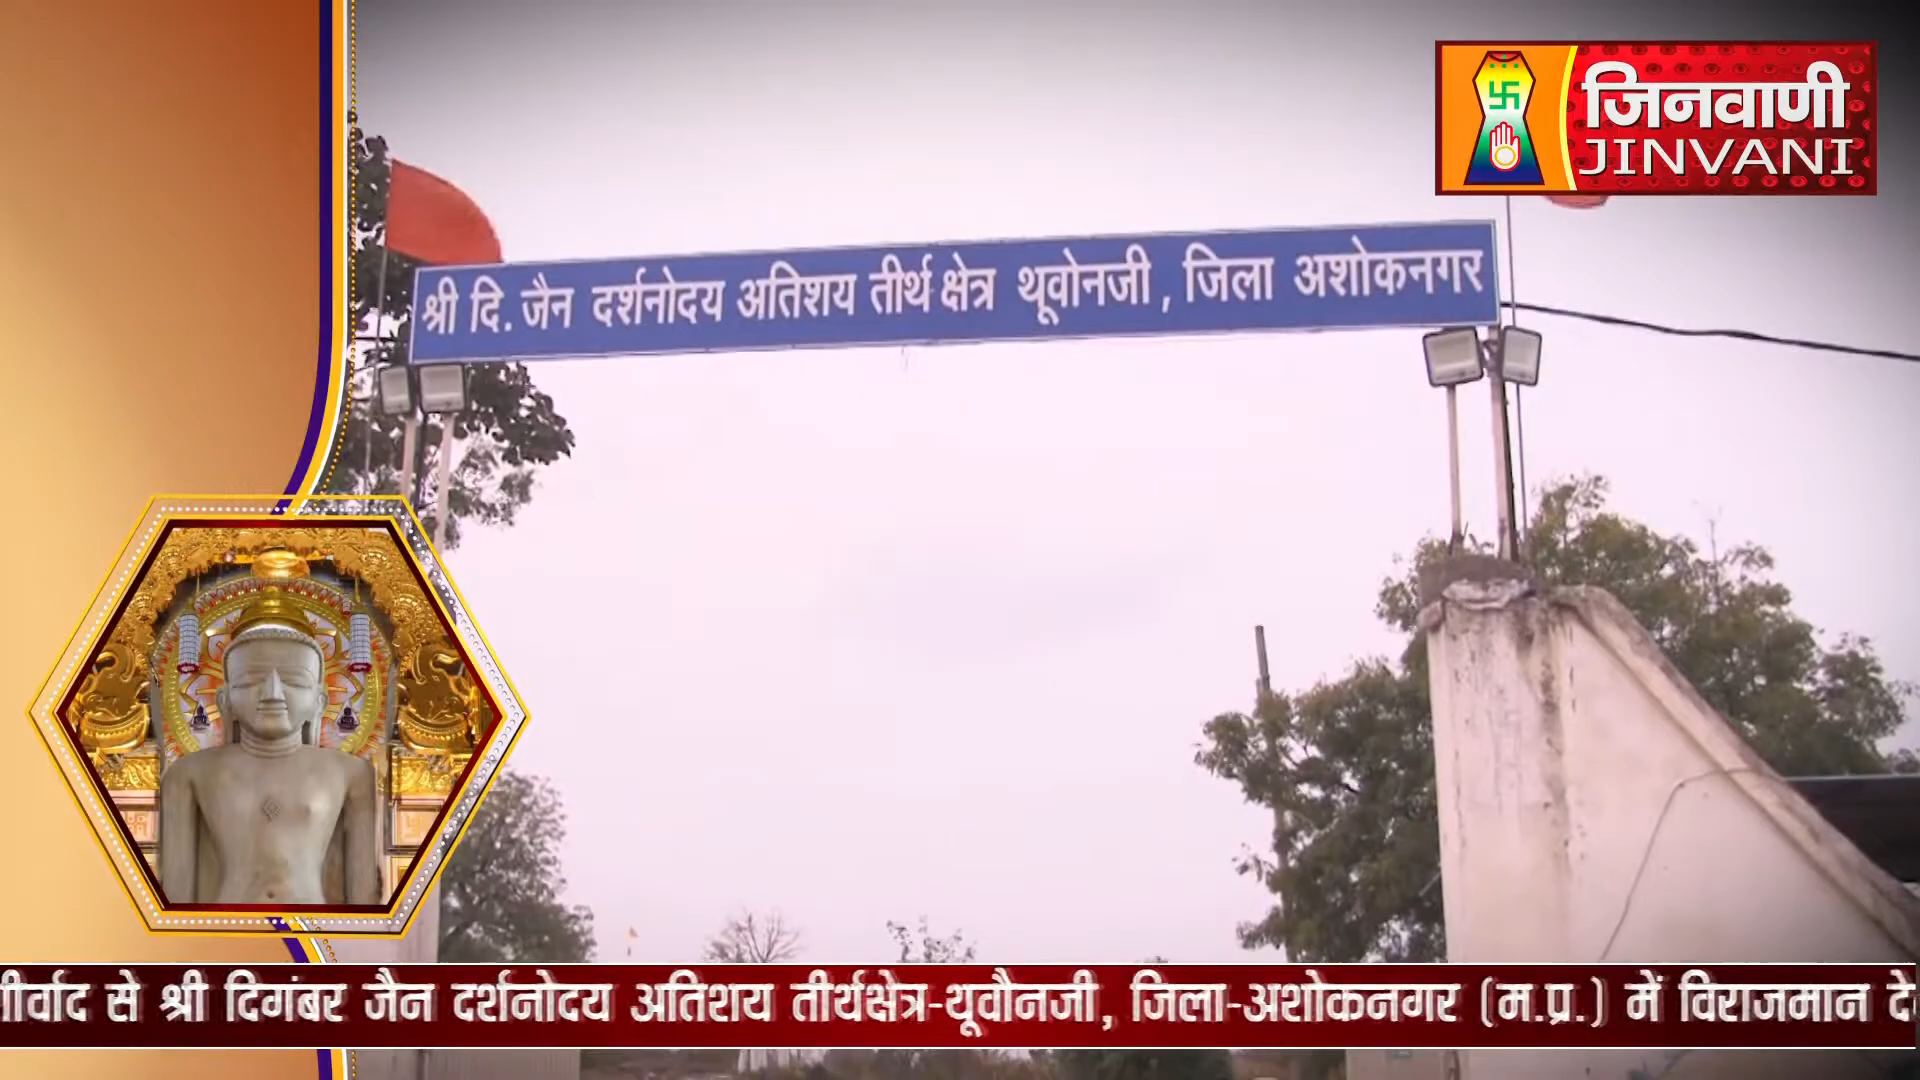 जिनवाणी
JINVANI
श्री दि. जैन दर्शनोदय अतिशय तीर्थ क्षेत्र थूवोनजी, जिला अशोकनगर
से श्री दिगंबर जैन दर्शनोदय अतिशय तीर्थक्षेत्र-थूवौनजी, जिला-अशोकनगर (म.प्र.) में विराजमान